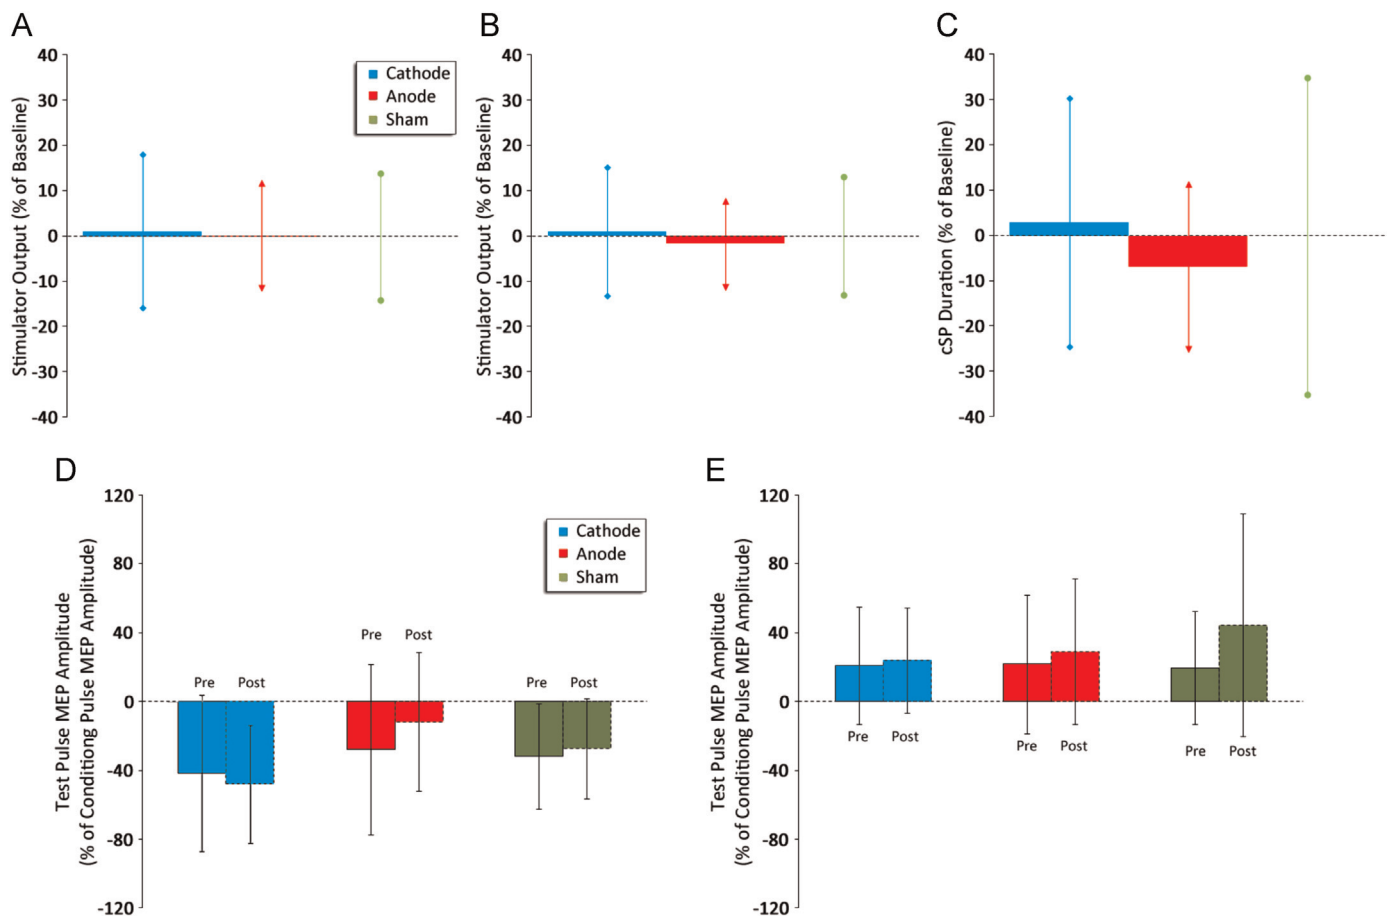 A
Stimulator Output (% of Baseline)
40
30
20
10
0
-10
-20
-30
-40
Cathode
Anode
Sham
B
Stimulator Output (% of Baseline)
40
30
20
10
0
-10
-20
-30
-40
C
cSP Duration (% of Baseline)
40
30
20
10
0
-10
-20
-30
-40
D
Test Pulse MEP Amplitude
(% of Conditiong Pulse MEP Amplitude)
120
80
40
0
-40
-80
-120
Cathode
Anode
Sham
Pre Post
Pre Post
Pre Post
E
Test Pulse MEP Amplitude
(% of Conditiong Pulse MEP Amplitude)
120
80
40
0
-40
-80
-120
Pre Post
Pre Post
Pre Post